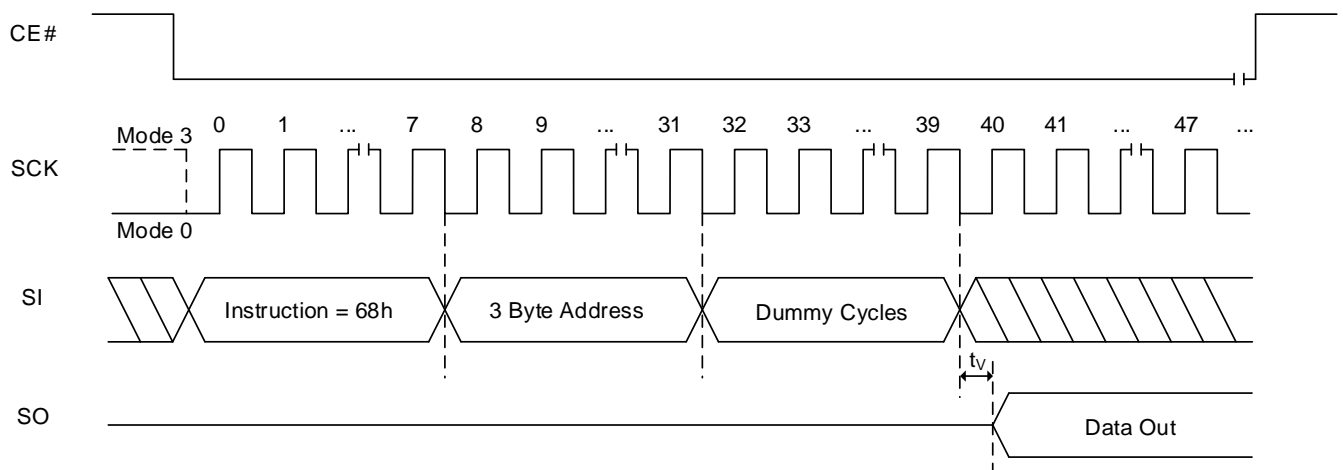 CE#
0 1 ... 7 8 9 ... 31 32 33 ... 39 40 41 ... 47 ...
Mode 3
SCK
Mode 0
SI
Instruction = 68h
3 Byte Address
Dummy Cycles
tV
SO
Data Out